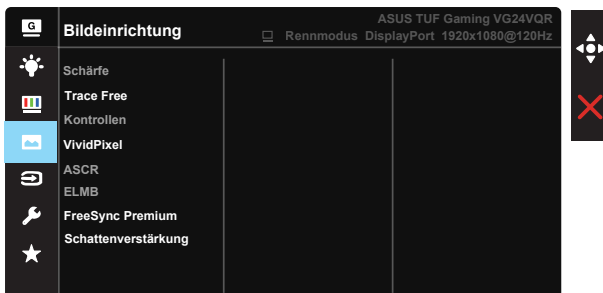 G
Bildeinrichtung
ASUS TUF Gaming VG24VQR
Rennmodus DisplayPort 1920x1080@120Hz
Schärfe
Trace Free
Kontrollen
VividPixel
ASCR
ELMB
FreeSync Premium
Schattenverstärkung